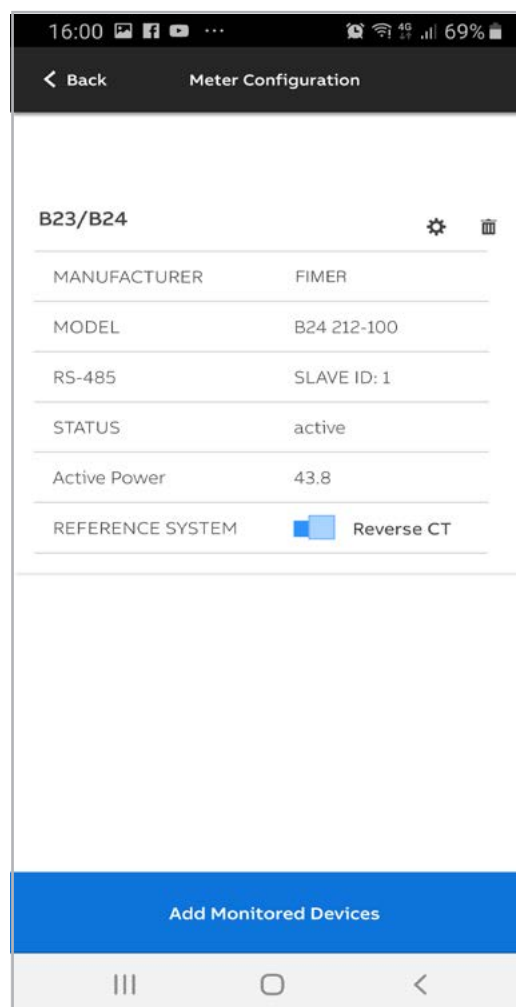 16:00 ... 4G 69%
Back Meter Configuration
B23/B24
MANUFACTURER FIMER
MODEL B24 212-100
RS-485 SLAVE ID: 1
STATUS active
Active Power 43.8
REFERENCE SYSTEM Reverse CT
Add Monitored Devices